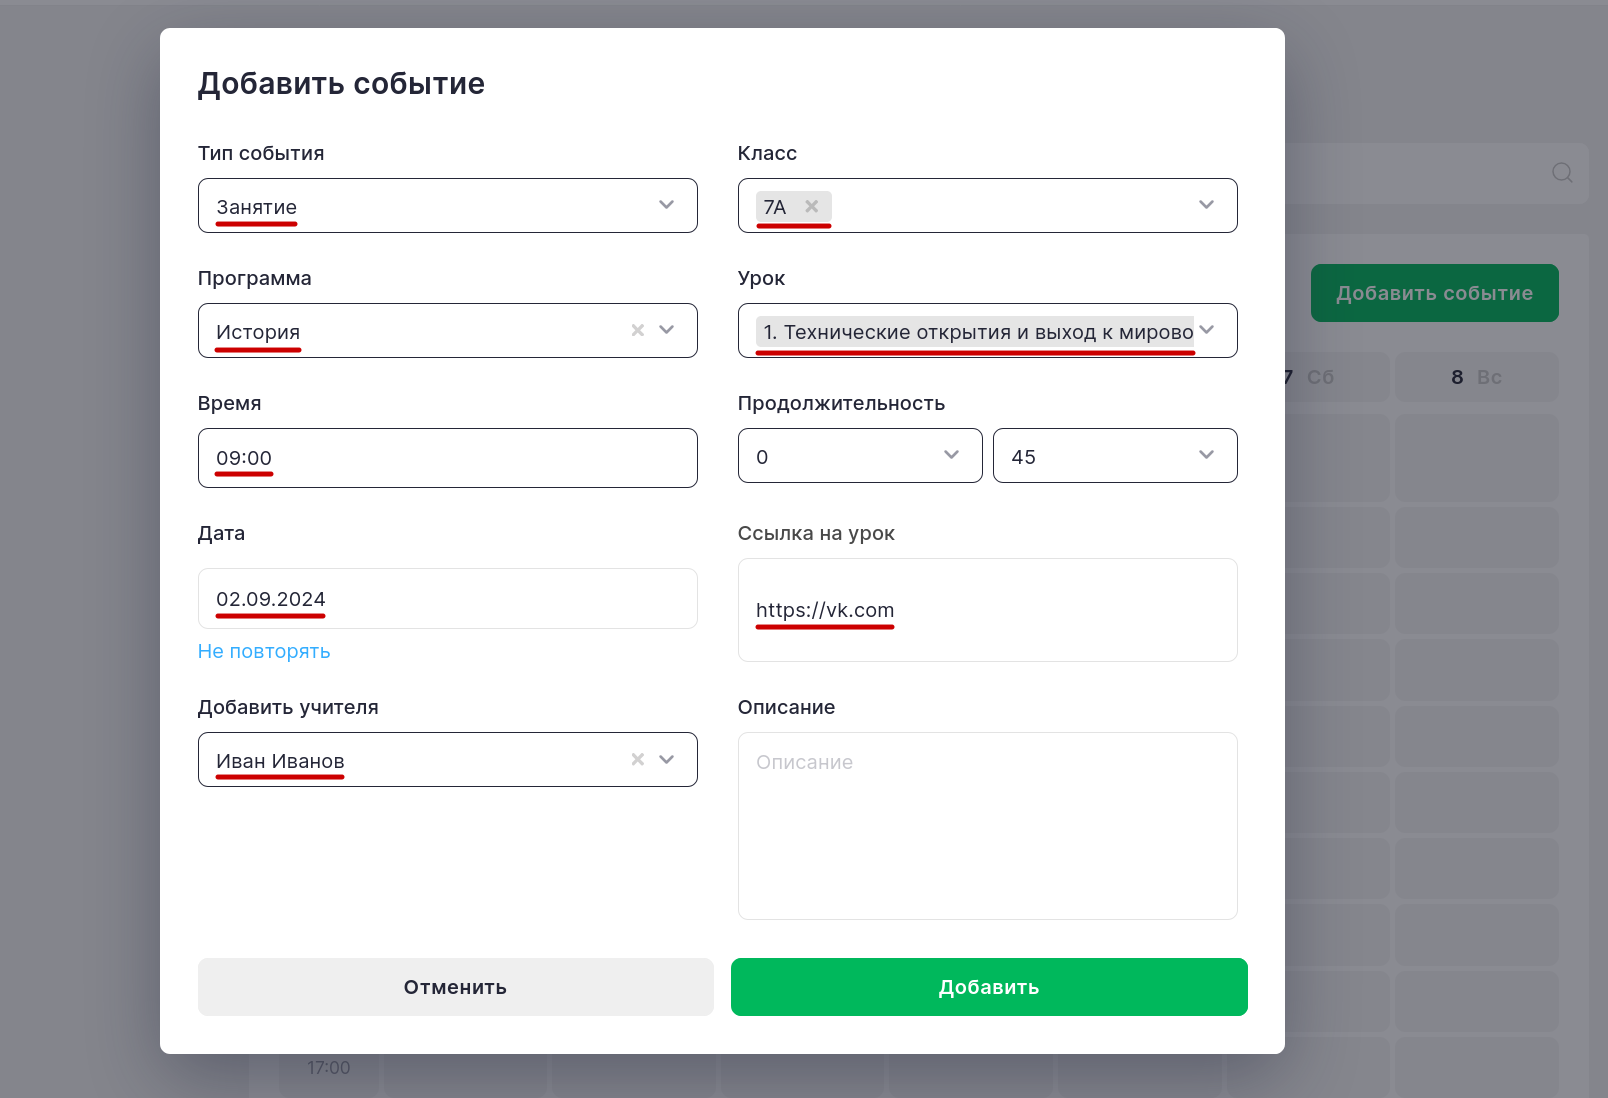 Добавить событие
Тип события
Класс
Занятие
7А
Программа
Урок
История
1. Технические открытия и выход к мирово
Добавить событие
Время
Продолжительность
7 Сб
8 Вс
09:00
0
45
Дата
Ссылка на урок
02.09.2024
https://vk.com
Не повторять
Добавить учителя
Описание
Иван Иванов
Описание
Отменить
Добавить
17:00